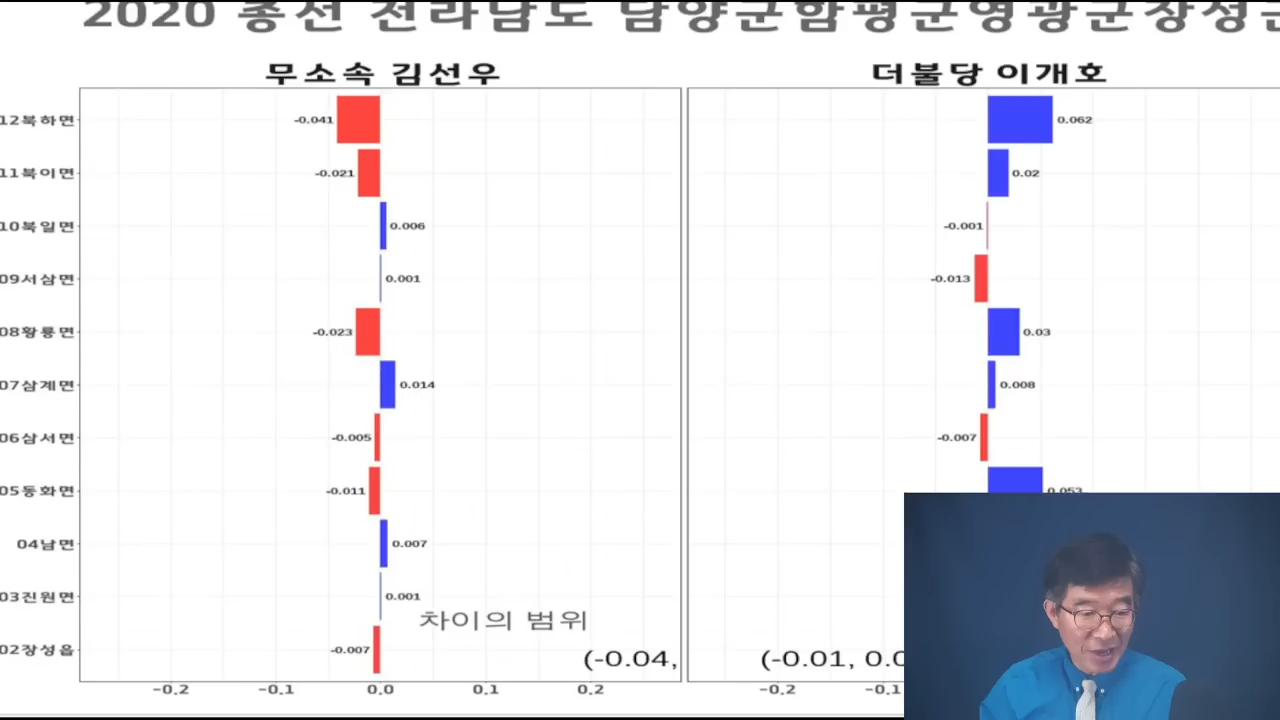 2020 총선 전라남도 담양군함평군영광군장성군
무소속 김선우
더불당 이개호
12북하면
-0.041
0.062
11북이면
-0.021
0.02
10북일면
0.006
-0.001
09서삼면
0.001
-0.013
08황룡면
-0.023
0.03
07삼계면
0.014
0.008
06삼서면
-0.005
-0.007
05동화면
-0.011
0.053
04남면
0.007
03진원면
0.001
차이의 범위
02장성읍
-0.007
(-0.04,
(-0.01, 0.0
-0.2
-0.1
0.0
0.1
0.2
-0.2
-0.1